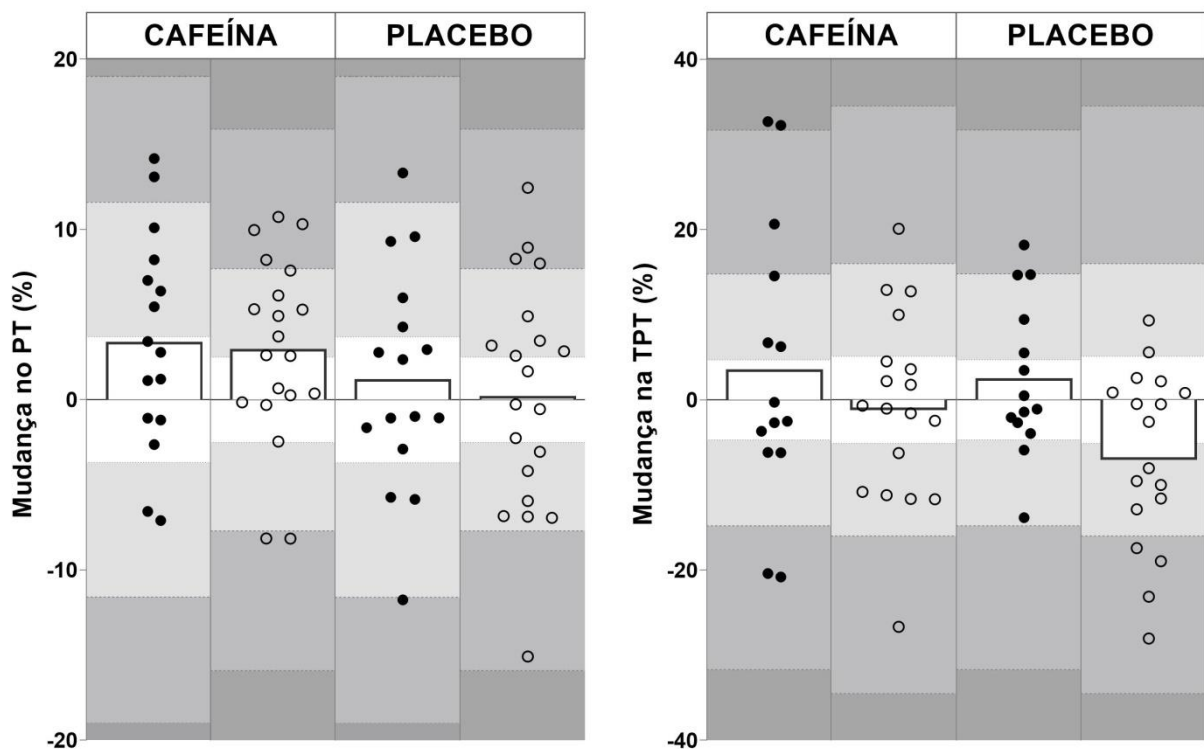 CAFEÍNA PLACEBO
Mudança no PT (%)
20
10
0
-10
-20
CAFEÍNA PLACEBO
Mudança na TPT (%)
40
20
0
-20
-40